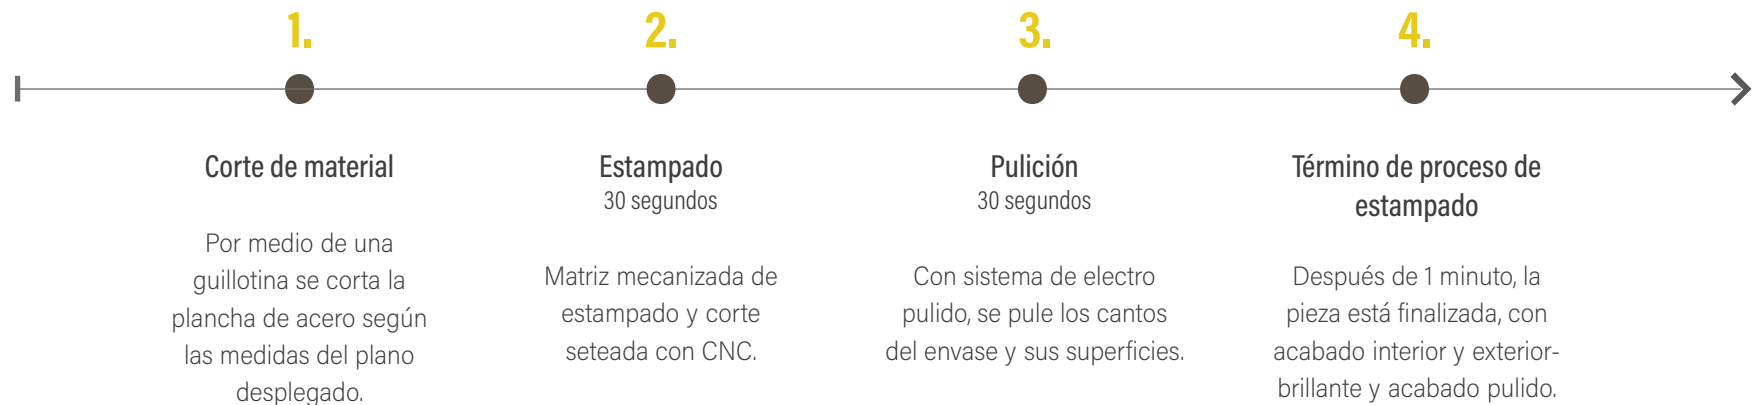 1.
Corte de material
Por medio de una
guillotina se corta la
plancha de acero según
las medidas del plano
desplegado.
2.
Estampado
30 segundos
Matriz mecanizada de
estampado y corte
seteada con CNC.
3.
Pulición
30 segundos
Con sistema de electro
pulido, se pule los cantos
del envase y sus superficies.
4.
Término de proceso de
estampado
Después de 1 minuto, la
pieza está finalizada, con
acabado interior y exterior-
brillante y acabado pulido.